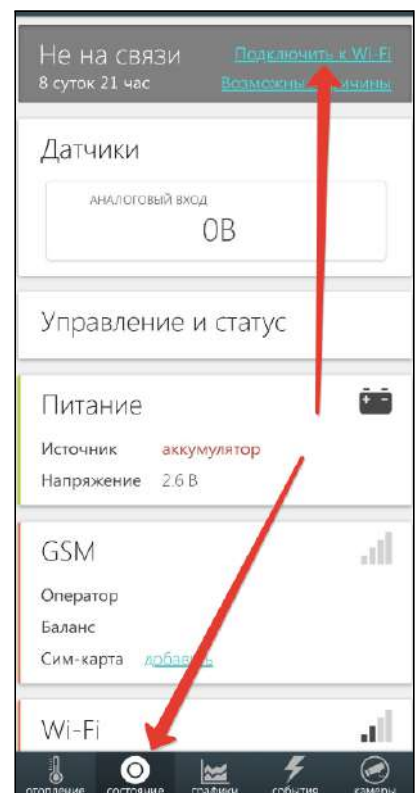 Не на связи
Подключить к Wi-Fi
8 суток 21 час
Датчики
АНАЛОГОВЫЙ ВХОД
0В
Управление и статус
Питание
Источник аккумулятор
Напряжение 2.6 В
GSM
Оператор
Баланс
Сим-карта добавить
Wi-Fi
отопление состояние графики события камеры